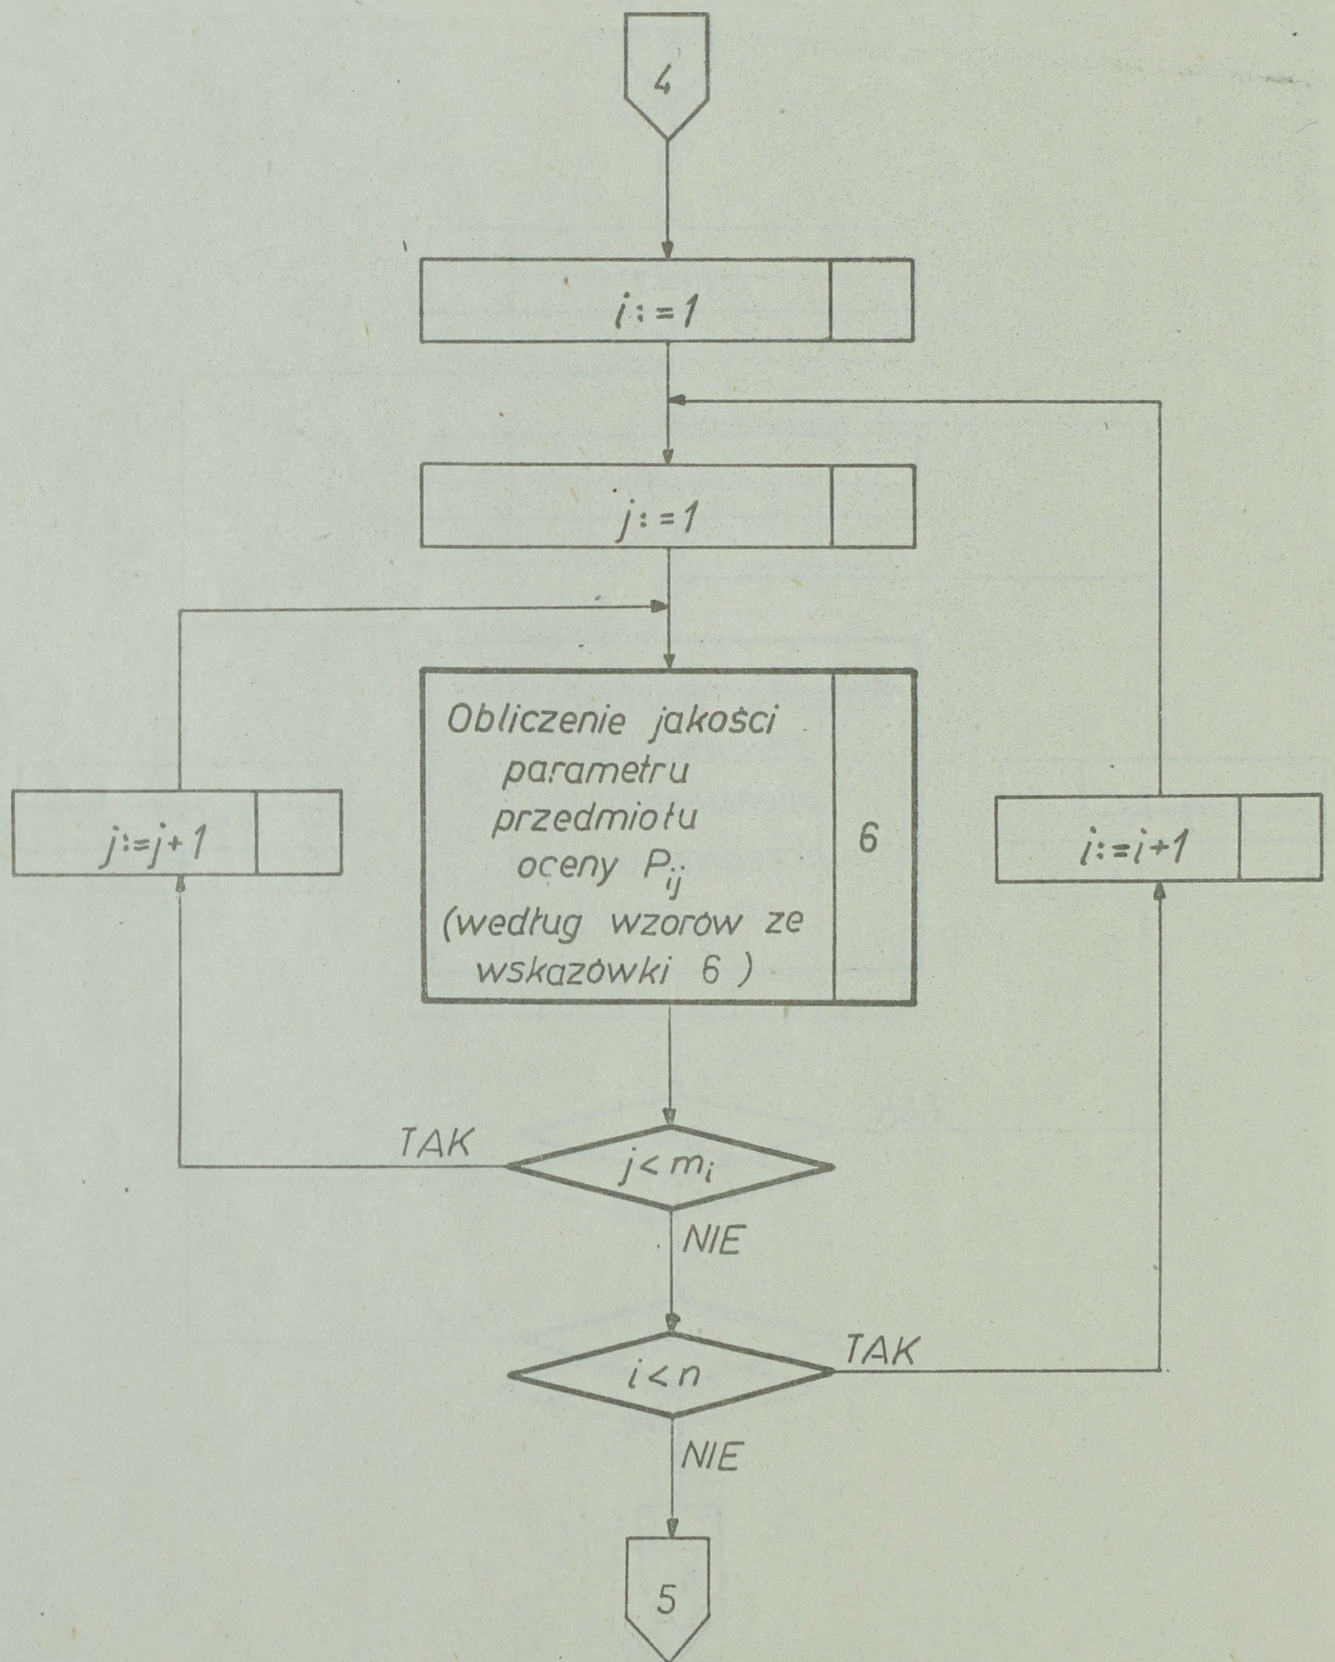 4
i:=1
j:=1
Obliczenie jakości
parametru
przedmiotu
oceny P_ij
(według wzorów ze
wskazówki 6 )
6
j:=j+1
i:=i+1
TAK
j<m_i
NIE
i<n
TAK
NIE
5